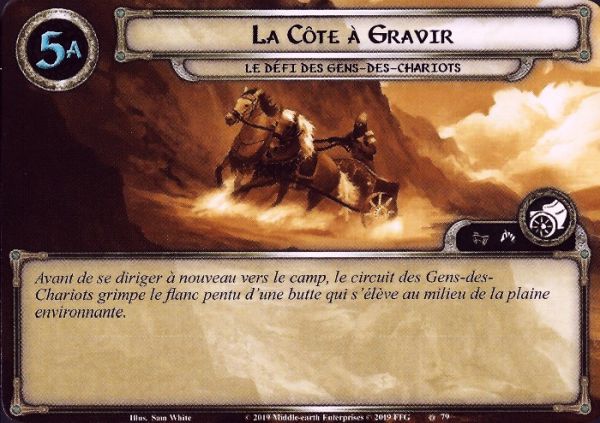 5A
La Côte à Gravir
Le Défi des Gens-des-Chariots
Avant de se diriger à nouveau vers le camp, le circuit des Gens-des-
Chariots grimpe le flanc pentu d'une butte qui s'élève au milieu de la plaine
environnante.
Illus. Sam White © 2019 Middle-earth Enterprises © 2019 FFG 79